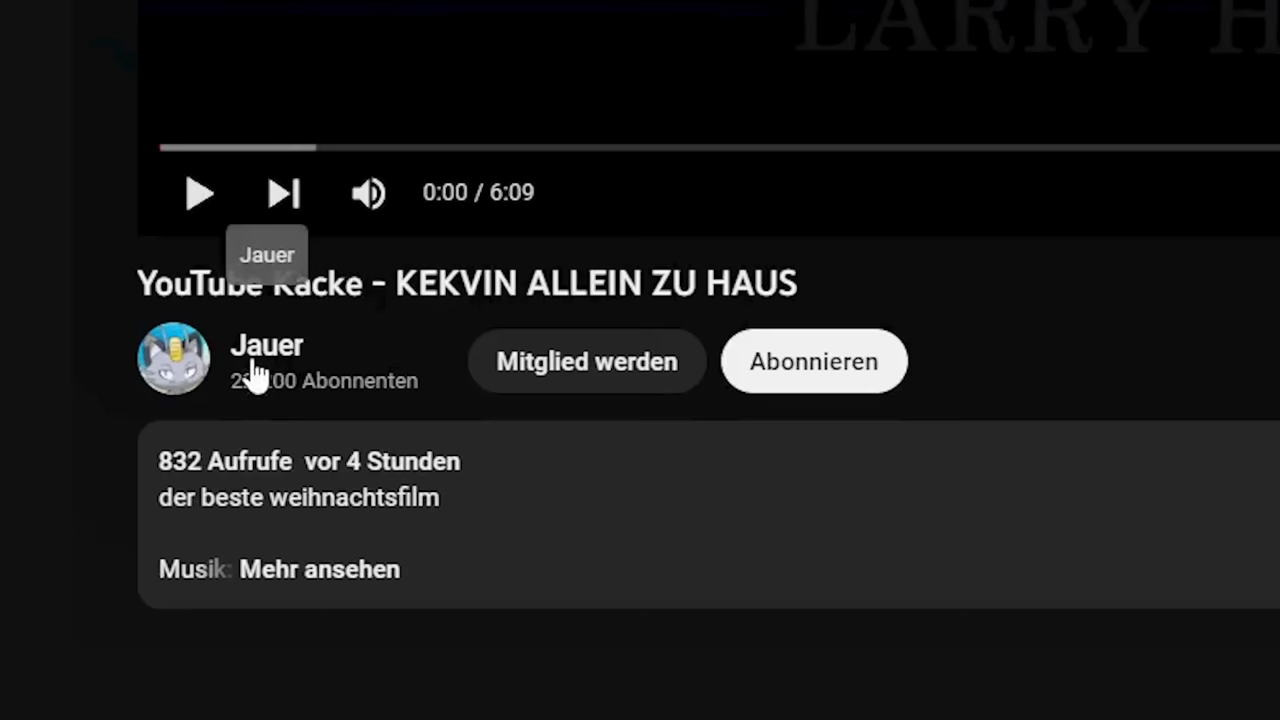 LARRY H
0:00 / 6:09
Jauer
YouTube Kacke - KEKVIN ALLEIN ZU HAUS
Jauer
Abonnenten
Mitglied werden
Abonnieren
832 Aufrufe vor 4 Stunden
der beste weihnachtsfilm
Musik: Mehr ansehen